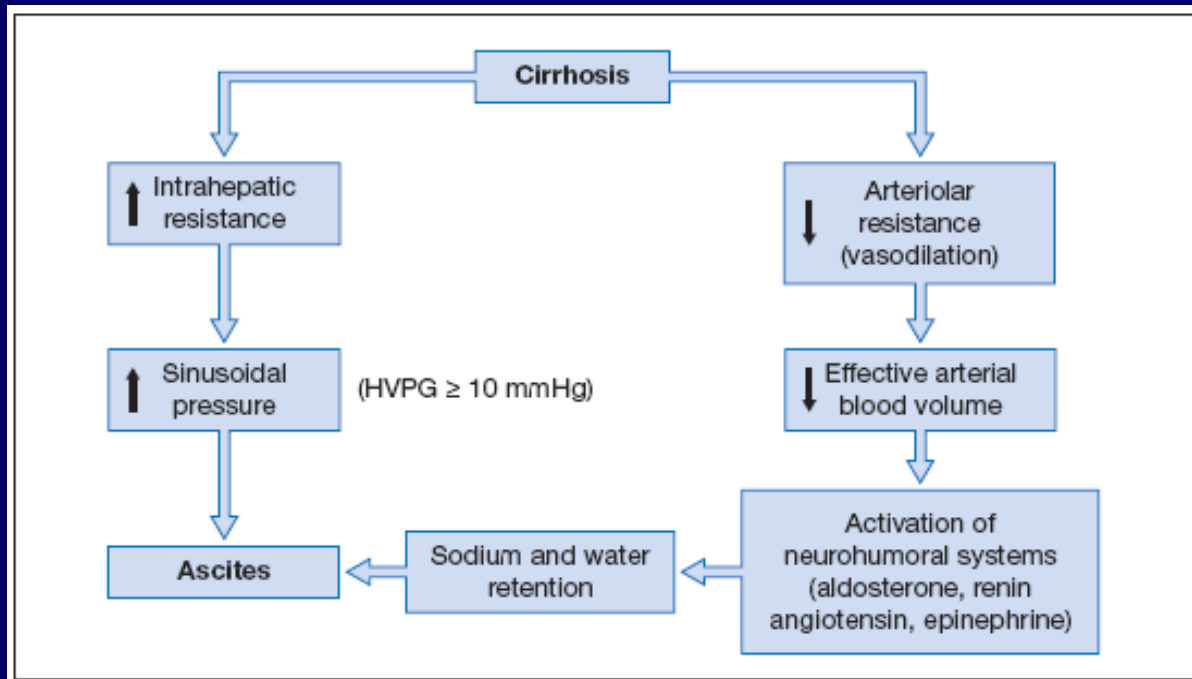 Cirrhosis
↑ Intrahepatic
resistance
↑ Sinusoidal
pressure
(HVPG ≥ 10 mmHg)
Ascites
↓ Arteriolar
resistance
(vasodilation)
↓ Effective arterial
blood volume
Activation of
neurohumoral systems
(aldosterone, renin
angiotensin, epinephrine)
Sodium and water
retention